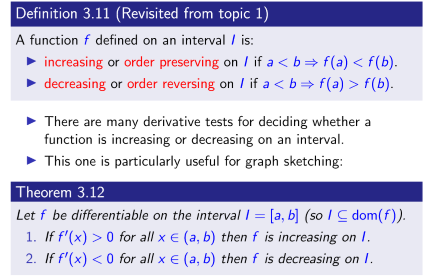 Definition 3.11 (Revisited from topic 1)
A function f defined on an interval I is:
▶ increasing or order preserving on I if a < b ⇒ f(a) < f(b).
▶ decreasing or order reversing on I if a < b ⇒ f(a) > f(b).
▶ There are many derivative tests for deciding whether a
function is increasing or decreasing on an interval.
▶ This one is particularly useful for graph sketching:
Theorem 3.12
Let f be differentiable on the interval I = [a, b] (so I ⊆ dom(f)).
1. If f′(x) > 0 for all x ∈ (a, b) then f is increasing on I.
2. If f′(x) < 0 for all x ∈ (a, b) then f is decreasing on I.